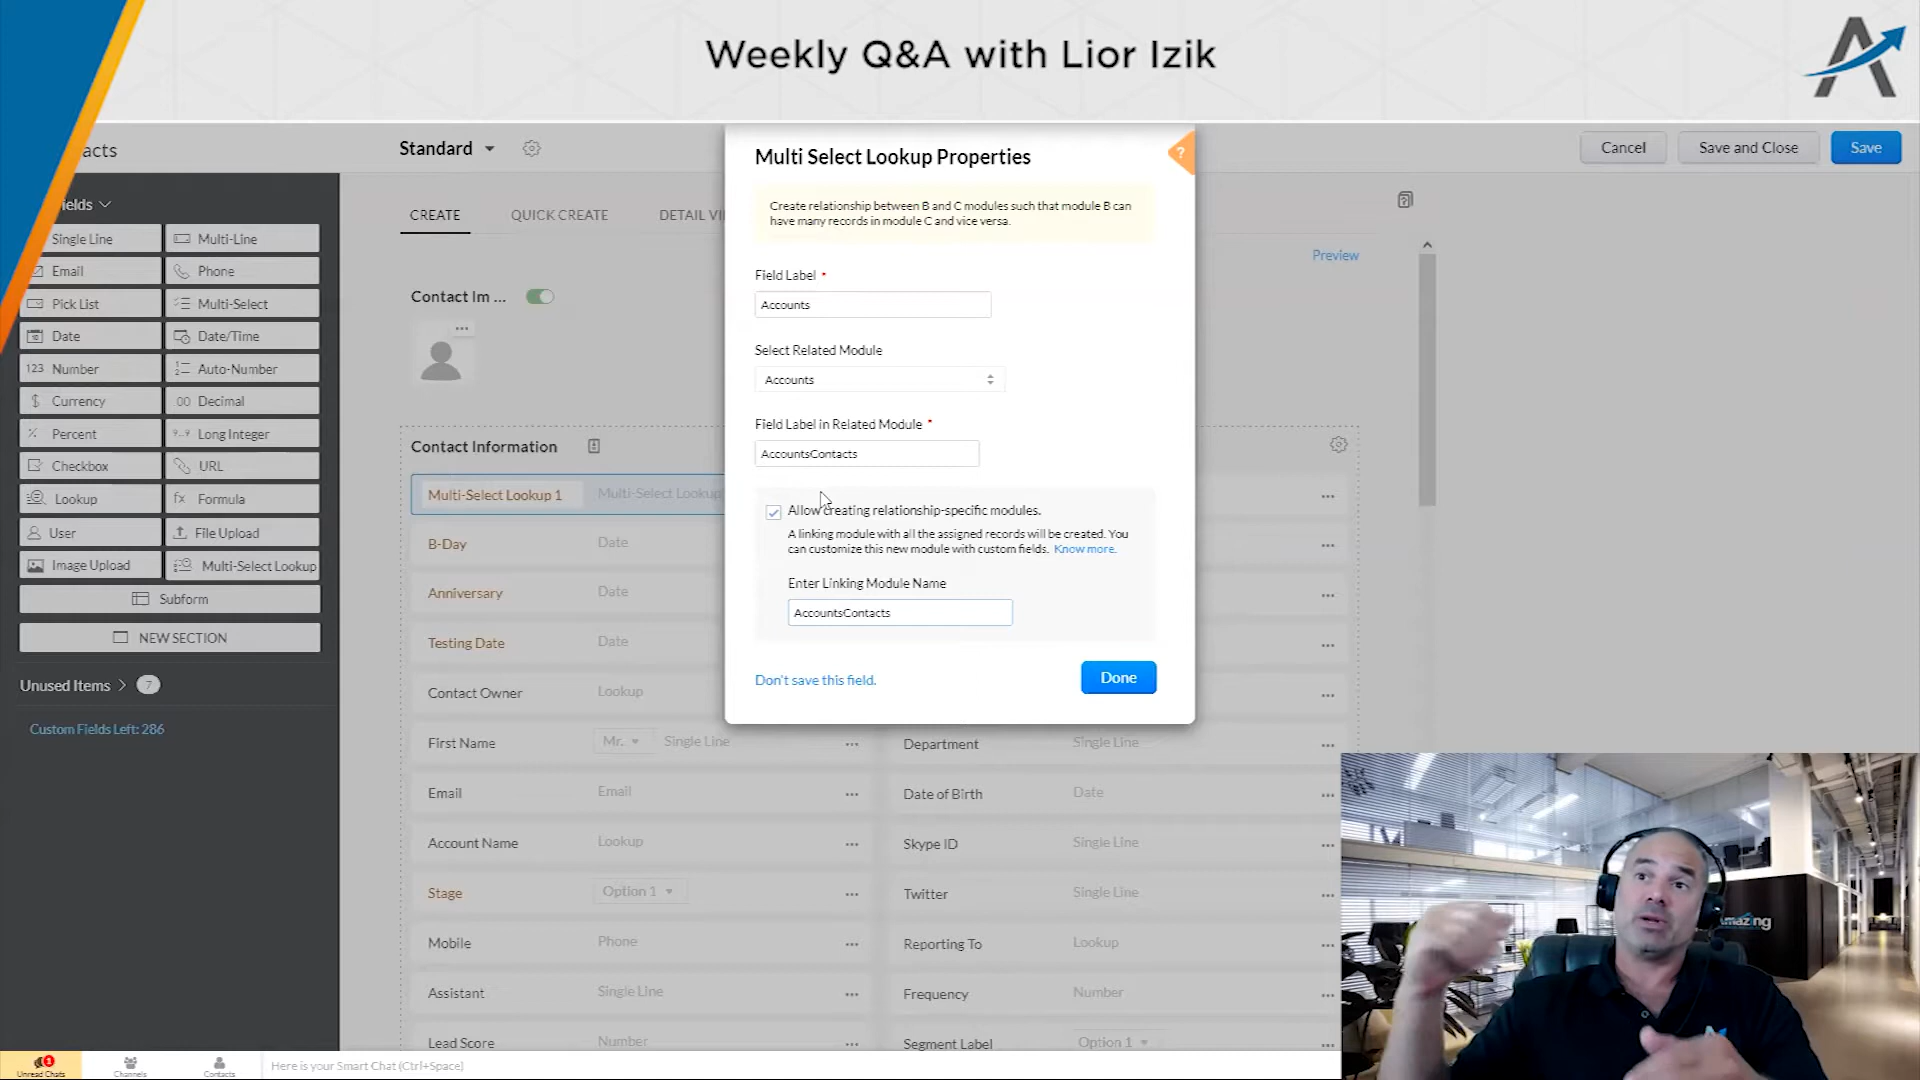 Weekly Q&A with Lior Izik
acts
Standard
Cancel
Save and Close
Save
ields
Single Line
Multi-Line
Email
Phone
Pick List
Multi-Select
Date
Date/Time
123 Number
Auto-Number
$ Currency
00 Decimal
% Percent
Long Integer
Checkbox
URL
Lookup
fx Formula
User
File Upload
Image Upload
Multi-Select Lookup
Subform
NEW SECTION
Unused Items
7
Custom Fields Left: 286
CREATE
QUICK CREATE
DETAIL VI
Preview
Contact Im ...
Contact Information
Multi-Select Lookup 1
Multi-Select Lookup
B-Day
Date
Anniversary
Date
Testing Date
Date
Contact Owner
Lookup
First Name
Mr.
Single Line
Department
Single Line
Email
Email
Date of Birth
Date
Account Name
Lookup
Skype ID
Single Line
Stage
Option 1
Twitter
Single Line
Mobile
Phone
Reporting To
Lookup
Assistant
Single Line
Frequency
Number
Lead Score
Number
Segment Label
Option 1
Multi Select Lookup Properties
?
Create relationship between B and C modules such that module B can
have many records in module C and vice versa.
Field Label *
Accounts
Select Related Module
Accounts
Field Label in Related Module *
AccountsContacts
Allow creating relationship-specific modules.
A linking module with all the assigned records will be created. You
can customize this new module with custom fields. Know more.
Enter Linking Module Name
AccountsContacts
Don't save this field.
Done
1
Unread Chats
Channels
Contacts
Here is your Smart Chat (Ctrl+Space)